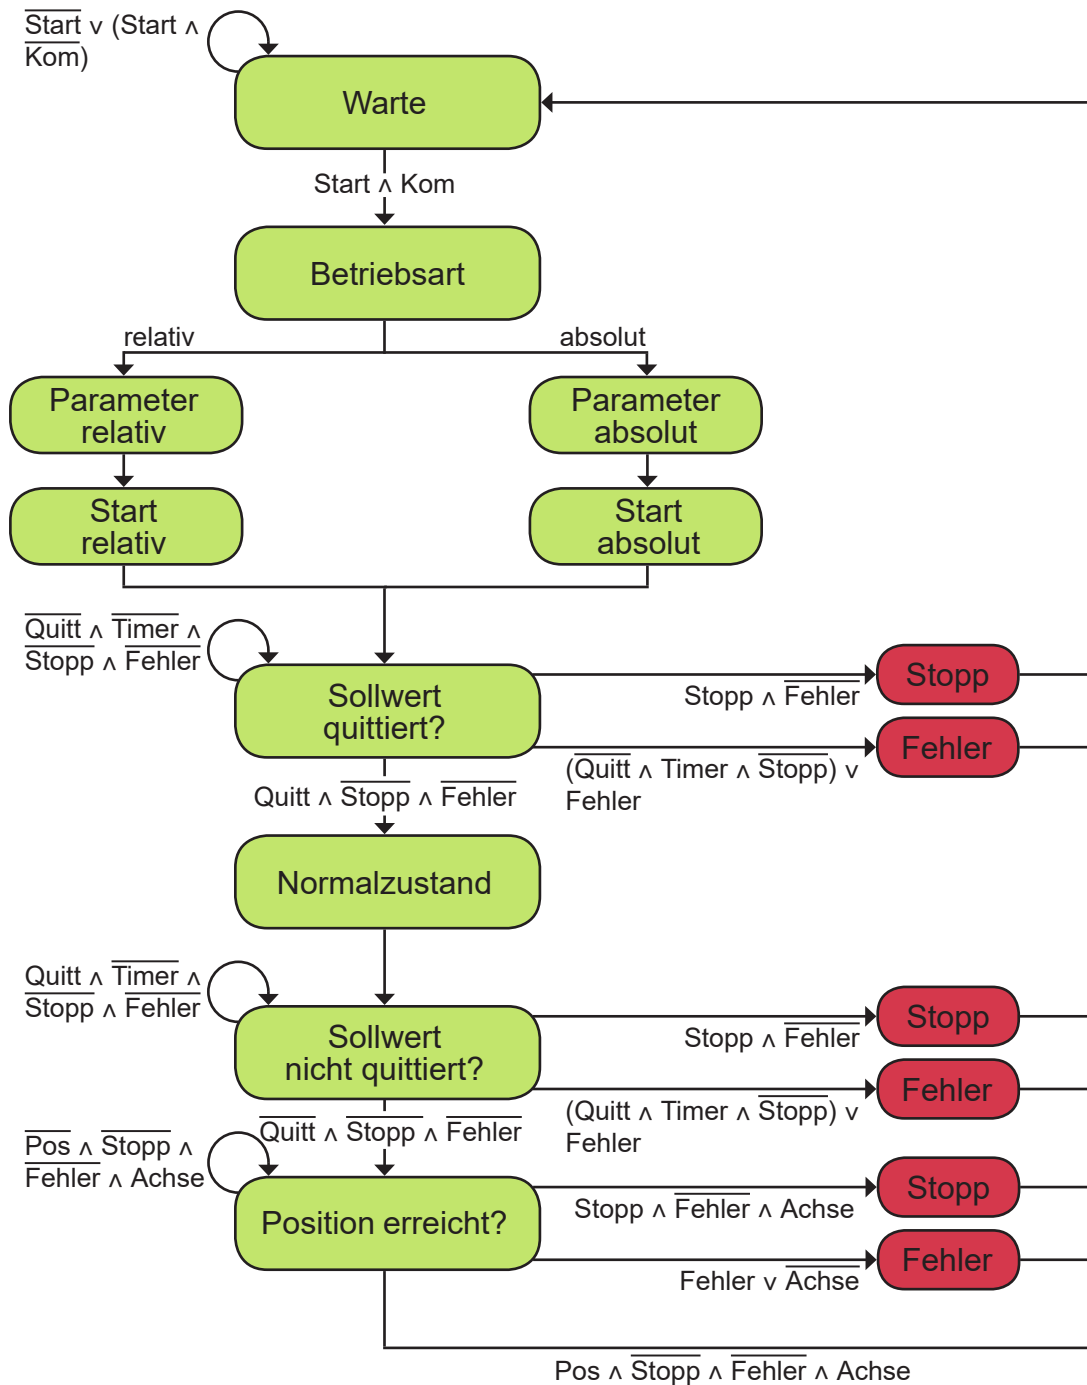 Start v (Start ∧
Kom)
Warte
Start ∧ Kom
Betriebsart
relativ
absolut
Parameter
relativ
Parameter
absolut
Start
relativ
Start
absolut
Quitt ∧ Timer ∧
Stopp ∧ Fehler
Sollwert
quittiert?
Stopp ∧ Fehler
Stopp
(Quitt ∧ Timer ∧ Stopp) v
Fehler
Fehler
Quitt ∧ Stopp ∧ Fehler
Normalzustand
Quitt ∧ Timer ∧
Stopp ∧ Fehler
Sollwert
nicht quittiert?
Stopp ∧ Fehler
Stopp
(Quitt ∧ Timer ∧ Stopp) v
Fehler
Fehler
Quitt ∧ Stopp ∧ Fehler
Pos ∧ Stopp ∧
Fehler ∧ Achse
Position erreicht?
Stopp ∧ Fehler ∧ Achse
Stopp
Fehler v Achse
Fehler
Pos ∧ Stopp ∧ Fehler ∧ Achse